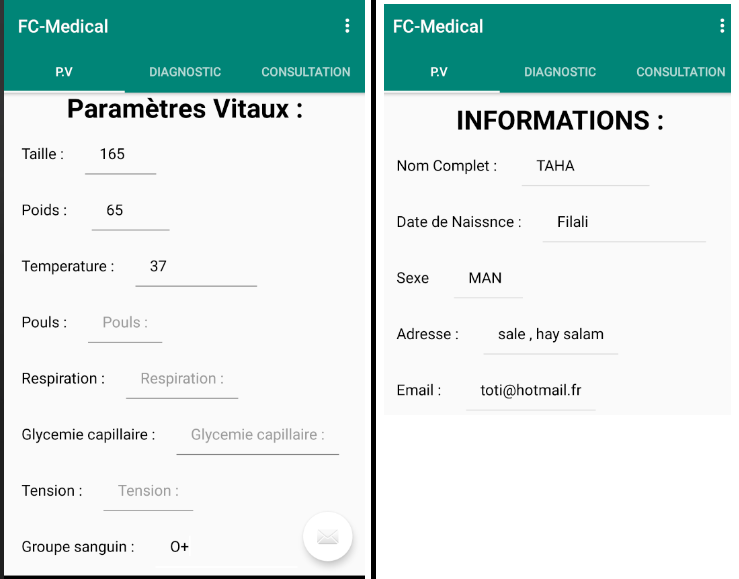 FC-Medical
P.V DIAGNOSTIC CONSULTATION
Paramètres Vitaux :
Taille : 165
Poids : 65
Temperature : 37
Pouls : Pouls :
Respiration : Respiration :
Glycemie capillaire : Glycemie capillaire :
Tension : Tension :
Groupe sanguin : O+
FC-Medical
P.V DIAGNOSTIC CONSULTATION
INFORMATIONS :
Nom Complet : TAHA
Date de Naissnce : Filali
Sexe MAN
Adresse : sale , hay salam
Email : toti@hotmail.fr